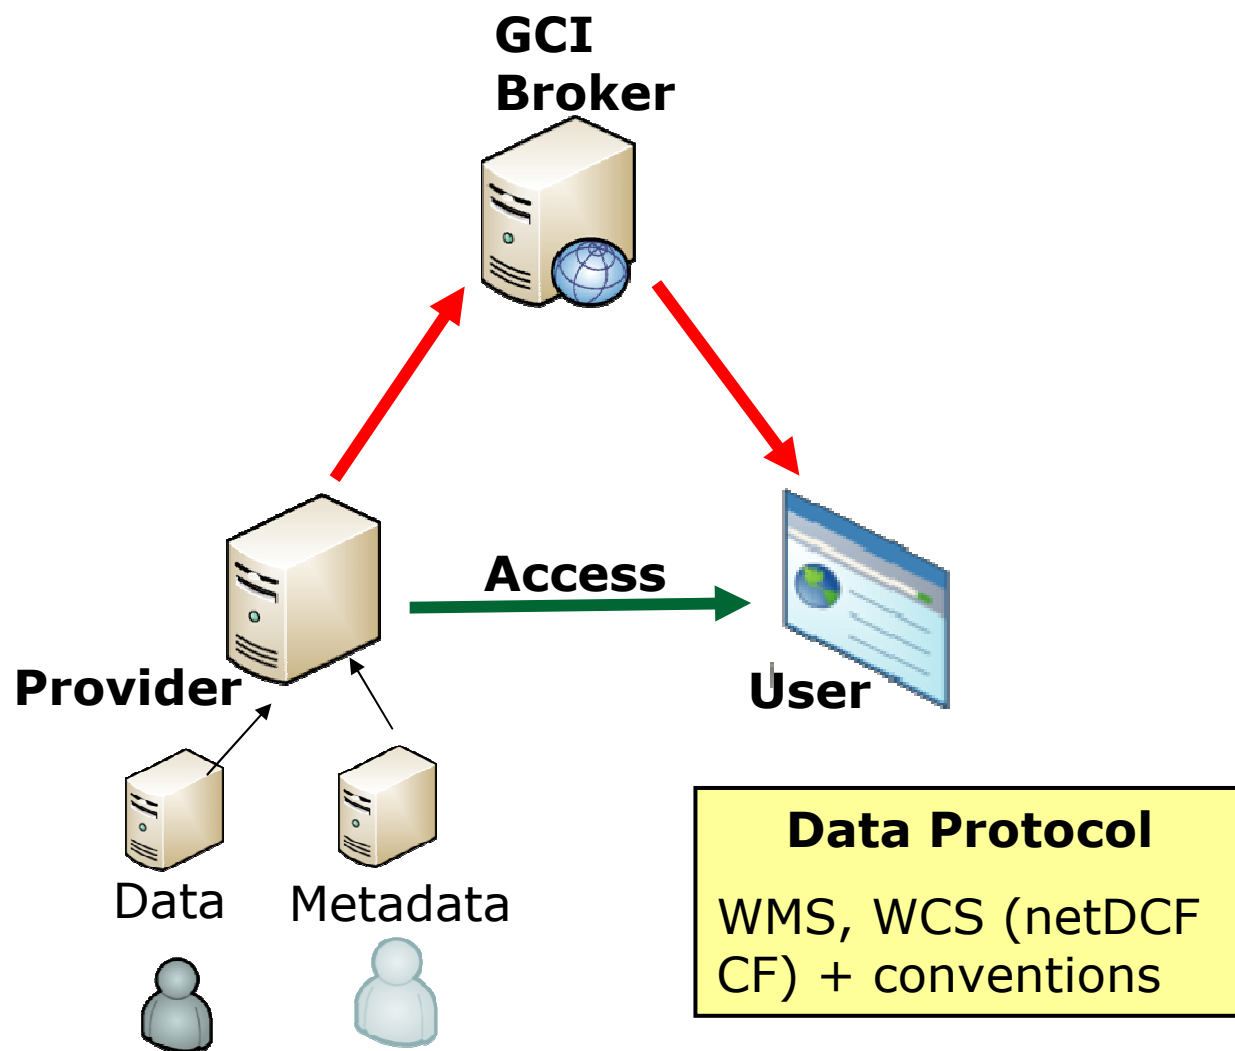 GCI
Broker
Access
Provider
User
Data
Metadata
Data Protocol
WMS, WCS (netDCF
CF) + conventions